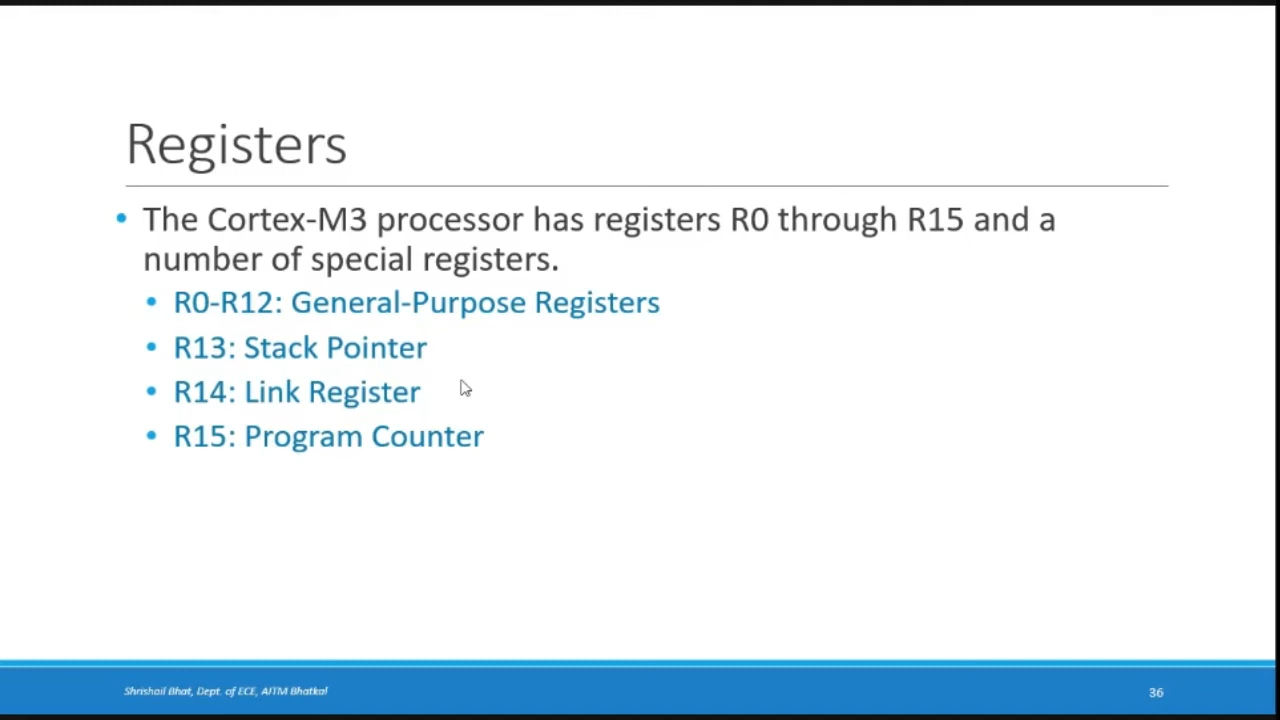 Registers
• The Cortex-M3 processor has registers R0 through R15 and a
number of special registers.
• R0-R12: General-Purpose Registers
• R13: Stack Pointer
• R14: Link Register
• R15: Program Counter
Shrishail Bhat, Dept. of ECE, AITM Bhatkal
36